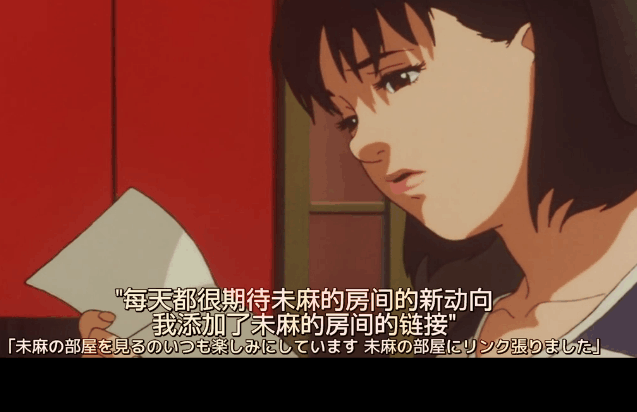 "每天都很期待未麻的房间的新动向
我添加了未麻的房间的链接"
「未麻の部屋を見るのいつも楽しみにしています 未麻の部屋にリンク張りました」